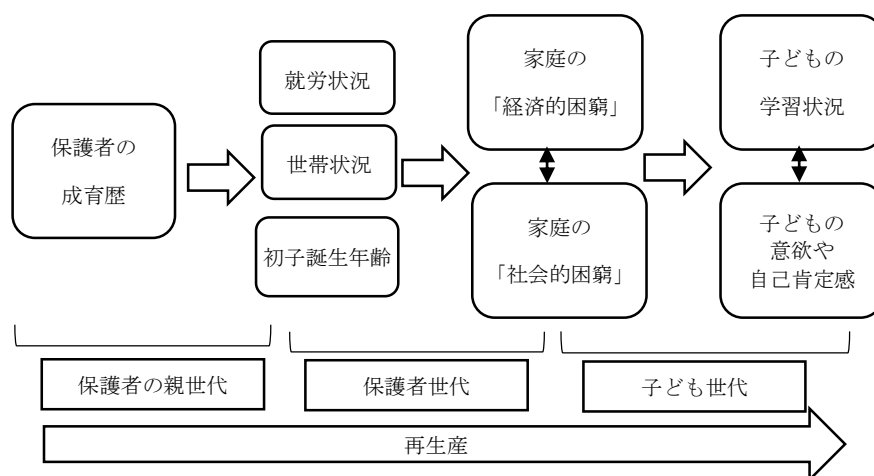 保護者の
成育歴
就労状況
世帯状況
初子誕生年齢
家庭の
「経済的困窮」
家庭の
「社会的困窮」
子どもの
学習状況
子どもの
意欲や
自己肯定感
保護者の親世代
保護者世代
子ども世代
再生産